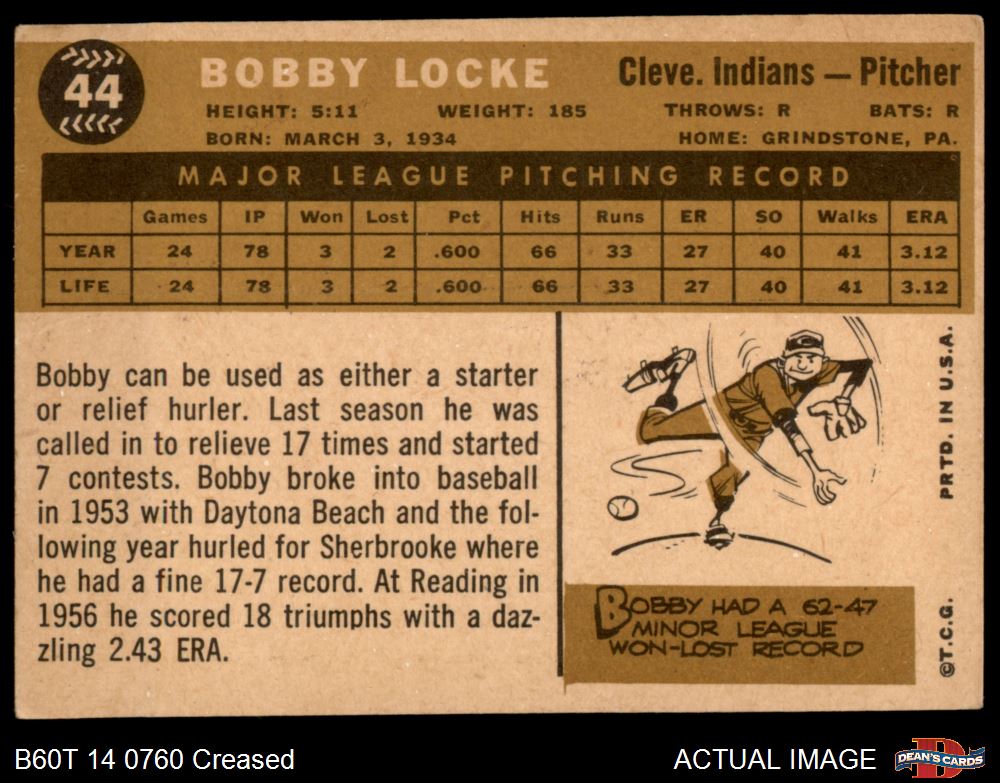 44
BOBBY LOCKE
Cleve. Indians — Pitcher
HEIGHT: 5:11 WEIGHT: 185 THROWS: R BATS: R
BORN: MARCH 3, 1934 HOME: GRINDSTONE, PA.
MAJOR LEAGUE PITCHING RECORD
Games IP Won Lost Pct Hits Runs ER SO Walks ERA
YEAR 24 78 3 2 .600 66 33 27 40 41 3.12
LIFE 24 78 3 2 .600 66 33 27 40 41 3.12
Bobby can be used as either a starter
or relief hurler. Last season he was
called in to relieve 17 times and started
7 contests. Bobby broke into baseball
in 1953 with Daytona Beach and the fol-
lowing year hurled for Sherbrooke where
he had a fine 17-7 record. At Reading in
1956 he scored 18 triumphs with a daz-
zling 2.43 ERA.
C
BOBBY HAD A 62-47
MINOR LEAGUE
WON-LOST RECORD
©T.C.G. PRTD. IN U.S.A.
B60T 14 0760 Creased
ACTUAL IMAGE
D
DEAN'S CARDS